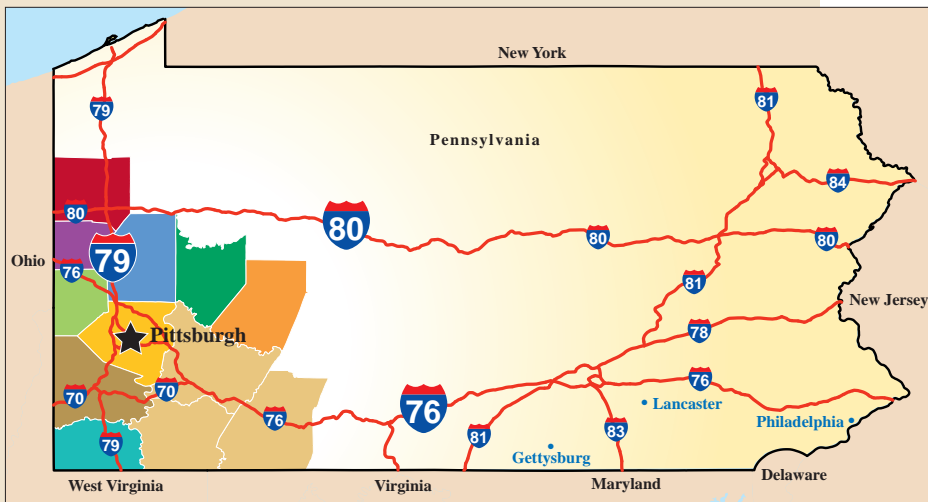 New York
79
81
Pennsylvania
84
80
80
80
80
Ohio
79
76
81
New Jersey
Pittsburgh
78
70
70
76
76
76
Lancaster
Philadelphia
79
81
83
Gettysburg
West Virginia
Virginia
Maryland
Delaware